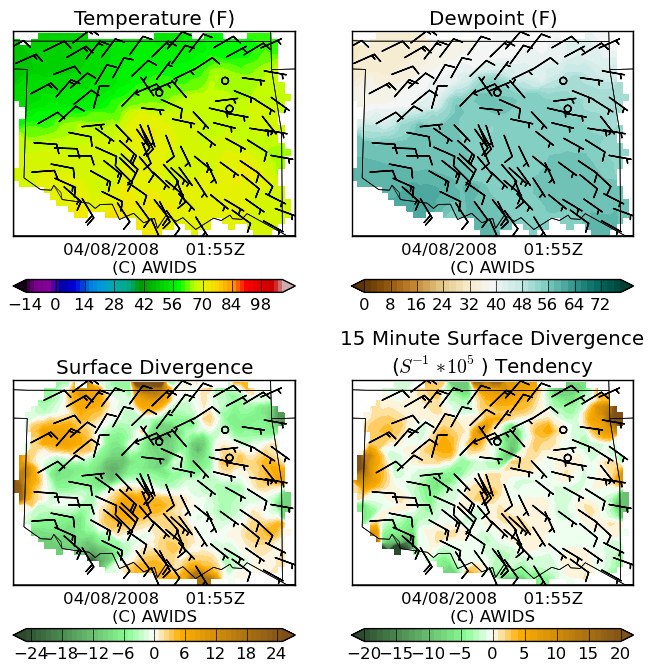 Temperature (F)
Dewpoint (F)
04/08/2008 01:55Z
(C) AWIDS
04/08/2008 01:55Z
(C) AWIDS
−14 0 14 28 42 56 70 84 98
0 8 16 24 32 40 48 56 64 72
Surface Divergence
15 Minute Surface Divergence
(S⁻¹ *10⁵ ) Tendency
04/08/2008 01:55Z
(C) AWIDS
04/08/2008 01:55Z
(C) AWIDS
−24 −18 −12 −6 0 6 12 18 24
−20 −15 −10 −5 0 5 10 15 20